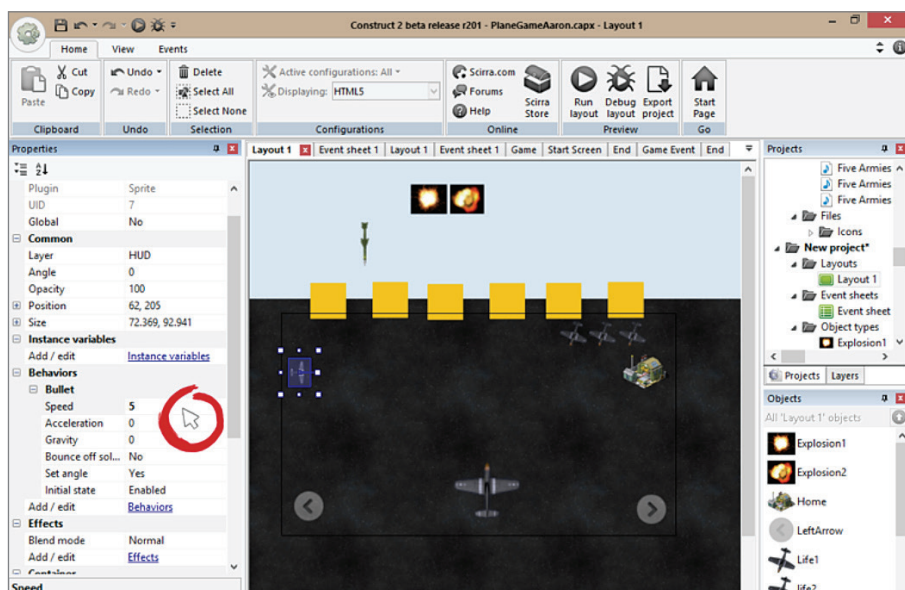 Construct 2 beta release r201 - PlaneGameAaron.capx - Layout 1
Home View Events
Paste
Cut
Copy
Clipboard
Undo
Redo
Undo
Delete
Select All
Select None
Selection
Active configurations: All
Displaying: HTML5
Configurations
Scirra.com
Forums
Help
Scirra Store
Online
Run layout
Debug layout
Export project
Preview
Start Page
Go
Properties
Plugin Sprite
UID 7
Global No
Common
Layer HUD
Angle 0
Opacity 100
Position 62, 205
Size 72.369, 92.941
Instance variables
Add / edit Instance variables
Behaviors
Bullet
Speed 5
Acceleration 0
Gravity 0
Bounce off sol... No
Set angle Yes
Initial state Enabled
Add / edit Behaviors
Effects
Blend mode Normal
Add / edit Effects
Container
Speed
Layout 1 Event sheet 1 Layout 1 Event sheet 1 Game Start Screen End Game Event End
Projects
Five Armies
Five Armies
Five Armies
Files
Icons
New project*
Layouts
Layout 1
Event sheets
Event sheet
Object types
Explosion1
Projects Layers
Objects
All 'Layout 1' objects
Explosion1
Explosion2
Home
LeftArrow
Life1
life2